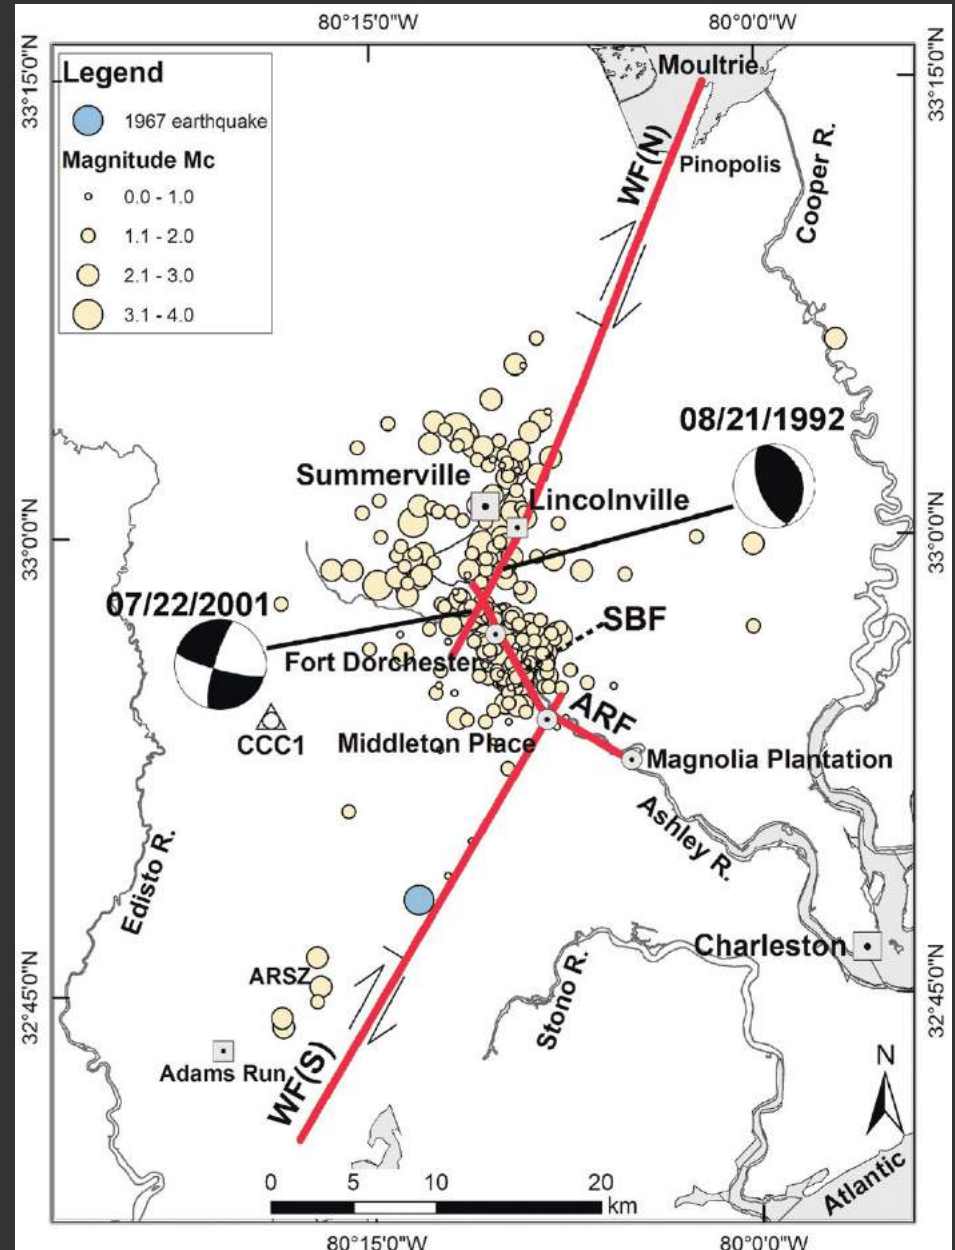 80°15'0"W
80°0'0"W
33°15'0"N
33°15'0"N
Legend
1967 earthquake
Magnitude Mc
0.0 - 1.0
1.1 - 2.0
2.1 - 3.0
3.1 - 4.0
Moultrie
WF(N)
Pinopolis
Cooper R.
08/21/1992
Summerville
Lincolnville
33°0'0"N
33°0'0"N
07/22/2001
SBF
Fort Dorchester
ARF
CCC1
Middleton Place
Magnolia Plantation
Ashley R.
Edisto R.
Charleston
ARSZ
Stono R.
32°45'0"N
32°45'0"N
Adams Run
WF(S)
N
0 5 10 20
km
Atlantic
80°15'0"W
80°0'0"W